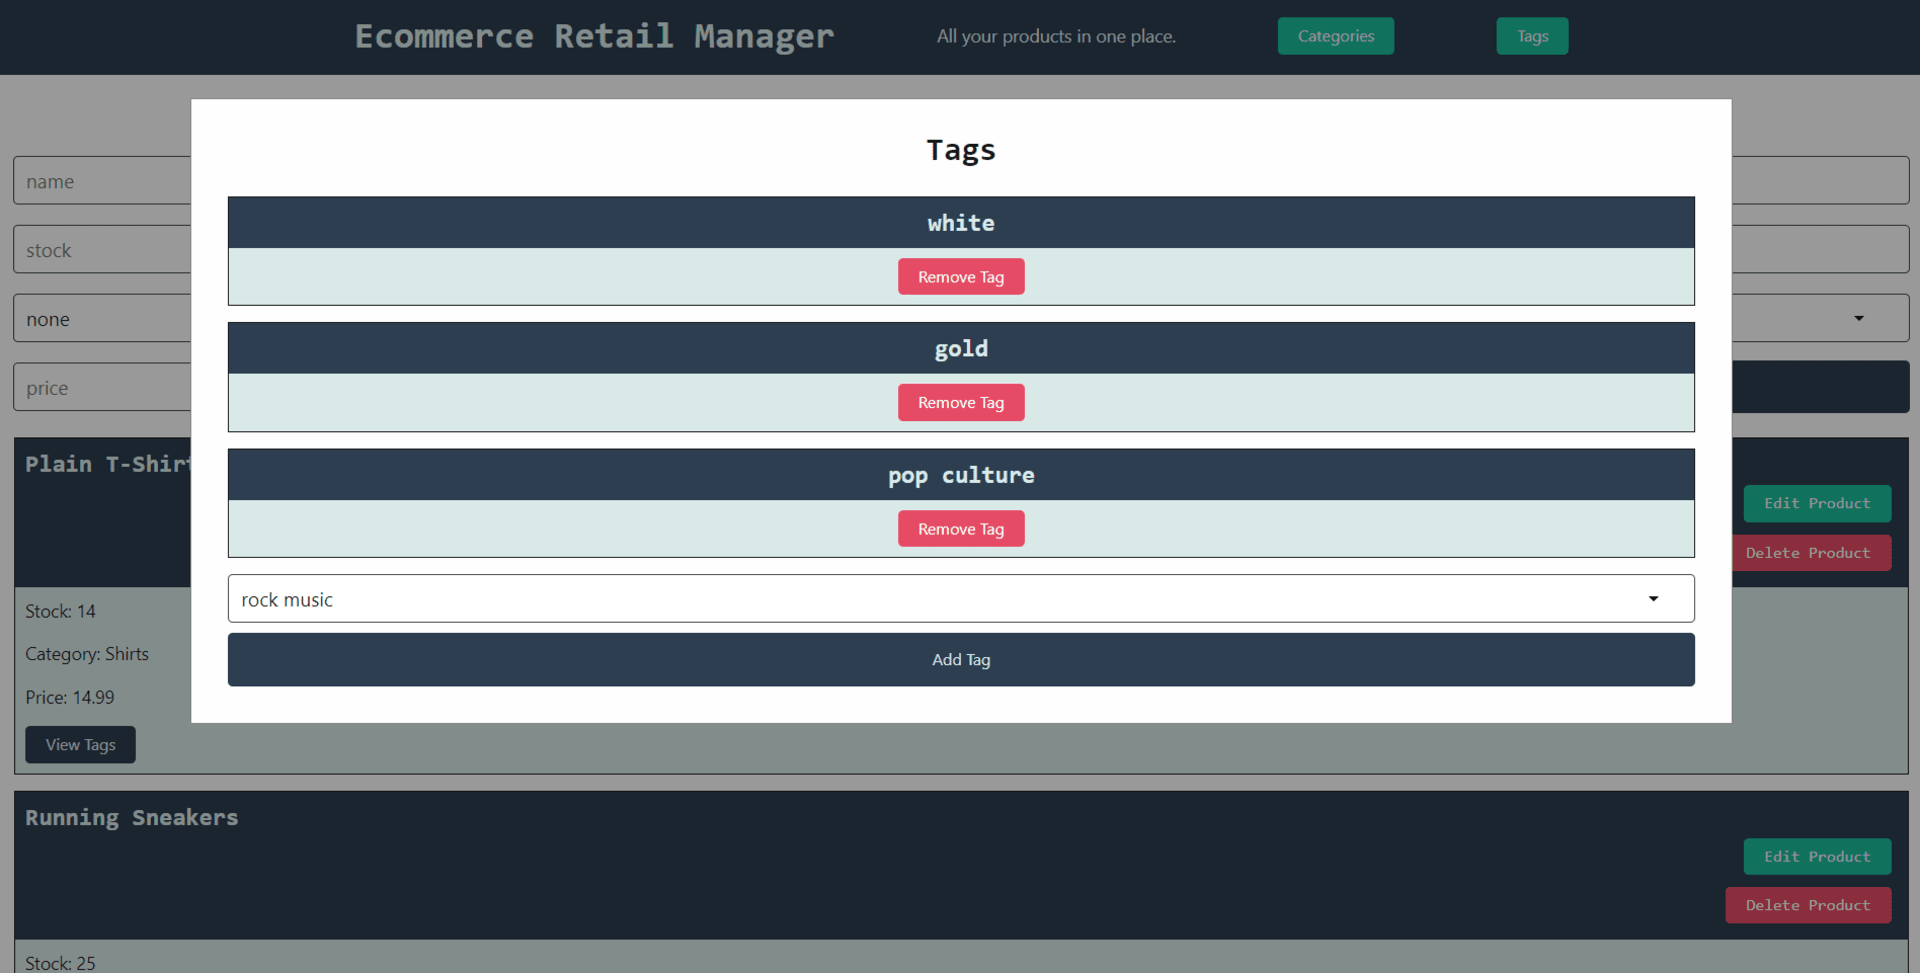 Ecommerce Retail Manager
All your products in one place.
Categories
Tags
Tags
white
Remove Tag
gold
Remove Tag
pop culture
Remove Tag
rock music
Add Tag
name
stock
none
price
Plain T-Shirt
Edit Product
Delete Product
Stock: 14
Category: Shirts
Price: 14.99
View Tags
Running Sneakers
Edit Product
Delete Product
Stock: 25